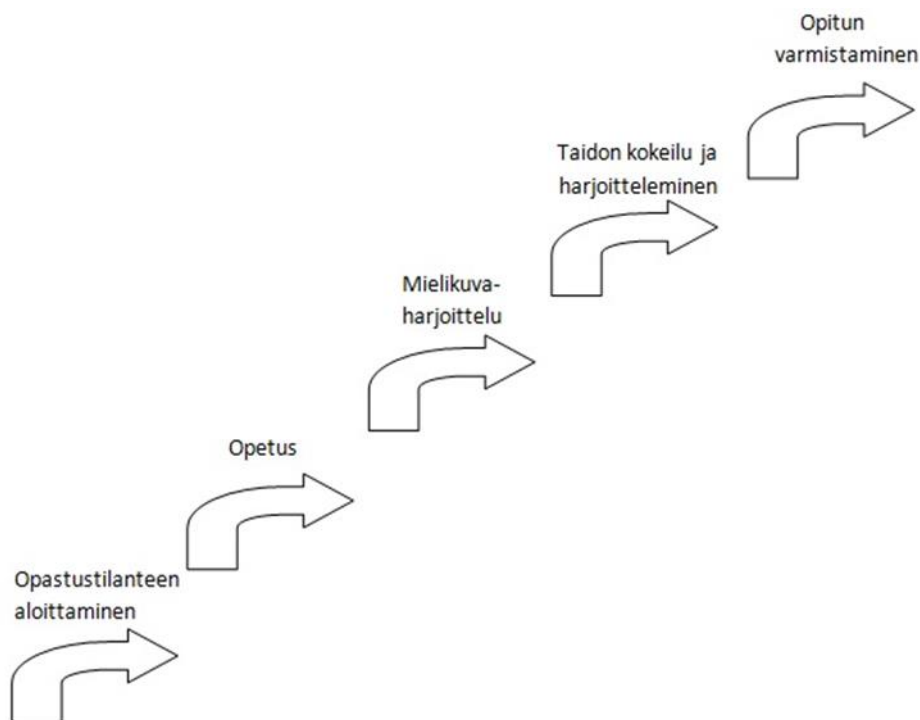 Opitun
varmistaminen
Taidon kokeilu ja
harjoitteleminen
Mielikuva-
harjoittelu
Opetus
Opastustilanteen
aloittaminen